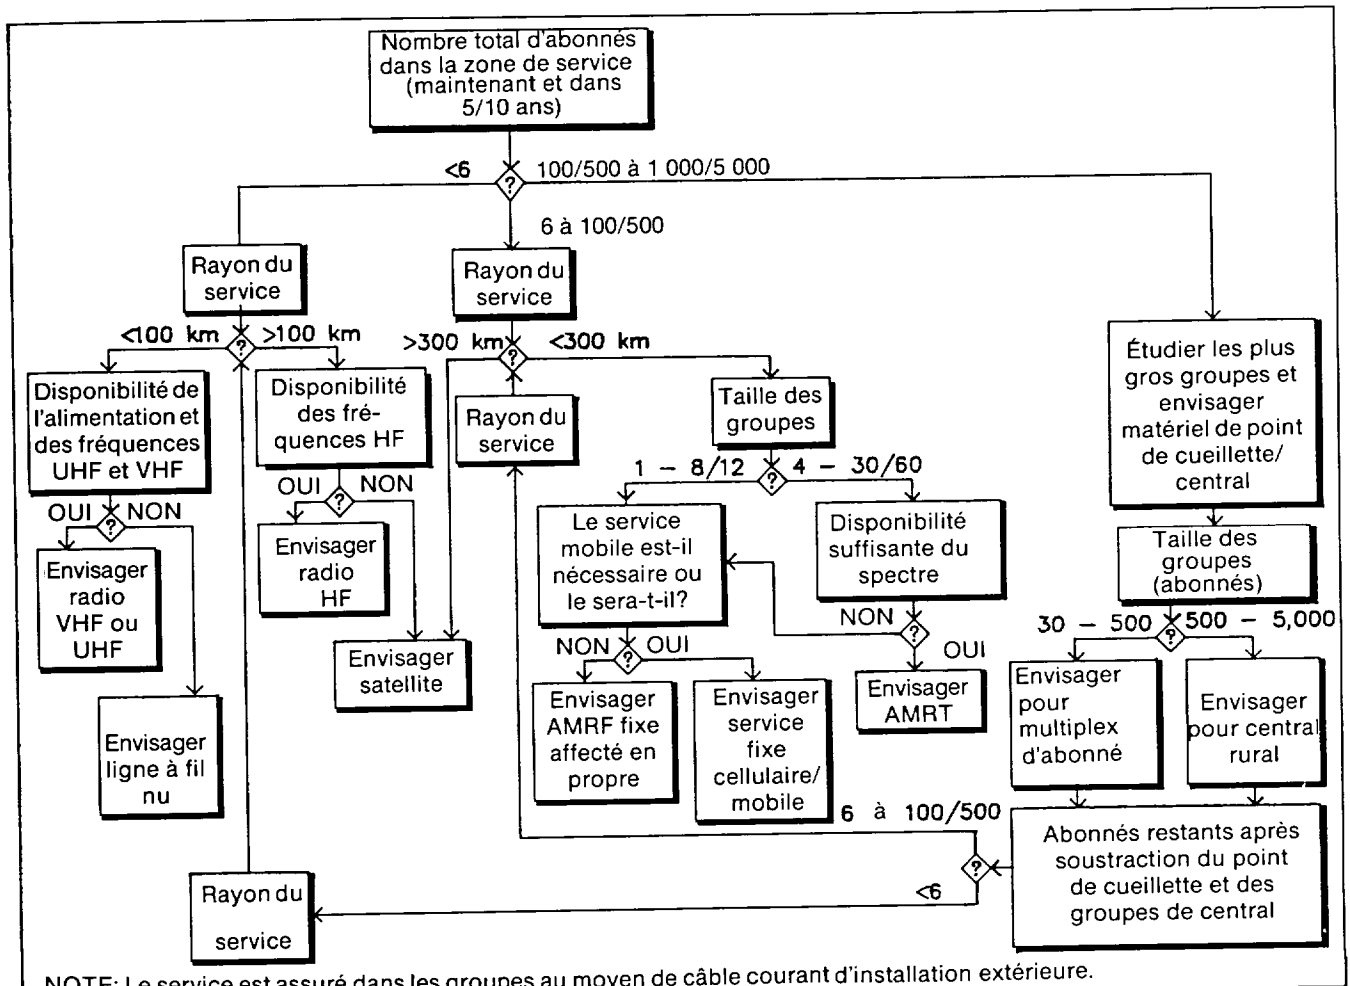 Nombre total d'abonnés
dans la zone de service
(maintenant et dans
5/10 ans)
<6
?
100/500 à 1 000/5 000
6 à 100/500
Rayon du
service
Rayon du
service
<100 km
?
>100 km
>300 km
?
<300 km
Disponibilité de
l'alimentation et
des fréquences
UHF et VHF
Disponibilité
des fré-
quences HF
Rayon du
service
Taille des
groupes
Étudier les plus
gros groupes et
envisager
matériel de point
de cueillette/
central
OUI
?
NON
OUI
?
NON
1 – 8/12
?
4 – 30/60
Envisager
radio
VHF ou
UHF
Envisager
radio
HF
Le service
mobile est-il
nécessaire ou
le sera-t-il?
Disponibilité
suffisante du
spectre
Taille des
groupes
(abonnés)
NON
?
OUI
30 – 500
?
500 – 5,000
Envisager
satellite
NON
?
OUI
Envisager
ligne à fil
nu
Envisager
AMRF fixe
affecté en
propre
Envisager
service
fixe
cellulaire/
mobile
Envisager
AMRT
Envisager
pour
multiplex
d'abonné
Envisager
pour central
rural
6 à 100/500
?
<6
Abonnés restants après
soustraction du point
de cueillette et des
groupes de central
Rayon du
service
NOTE: Le service est assuré dans les groupes au moyen de câble courant d'installation extérieure.